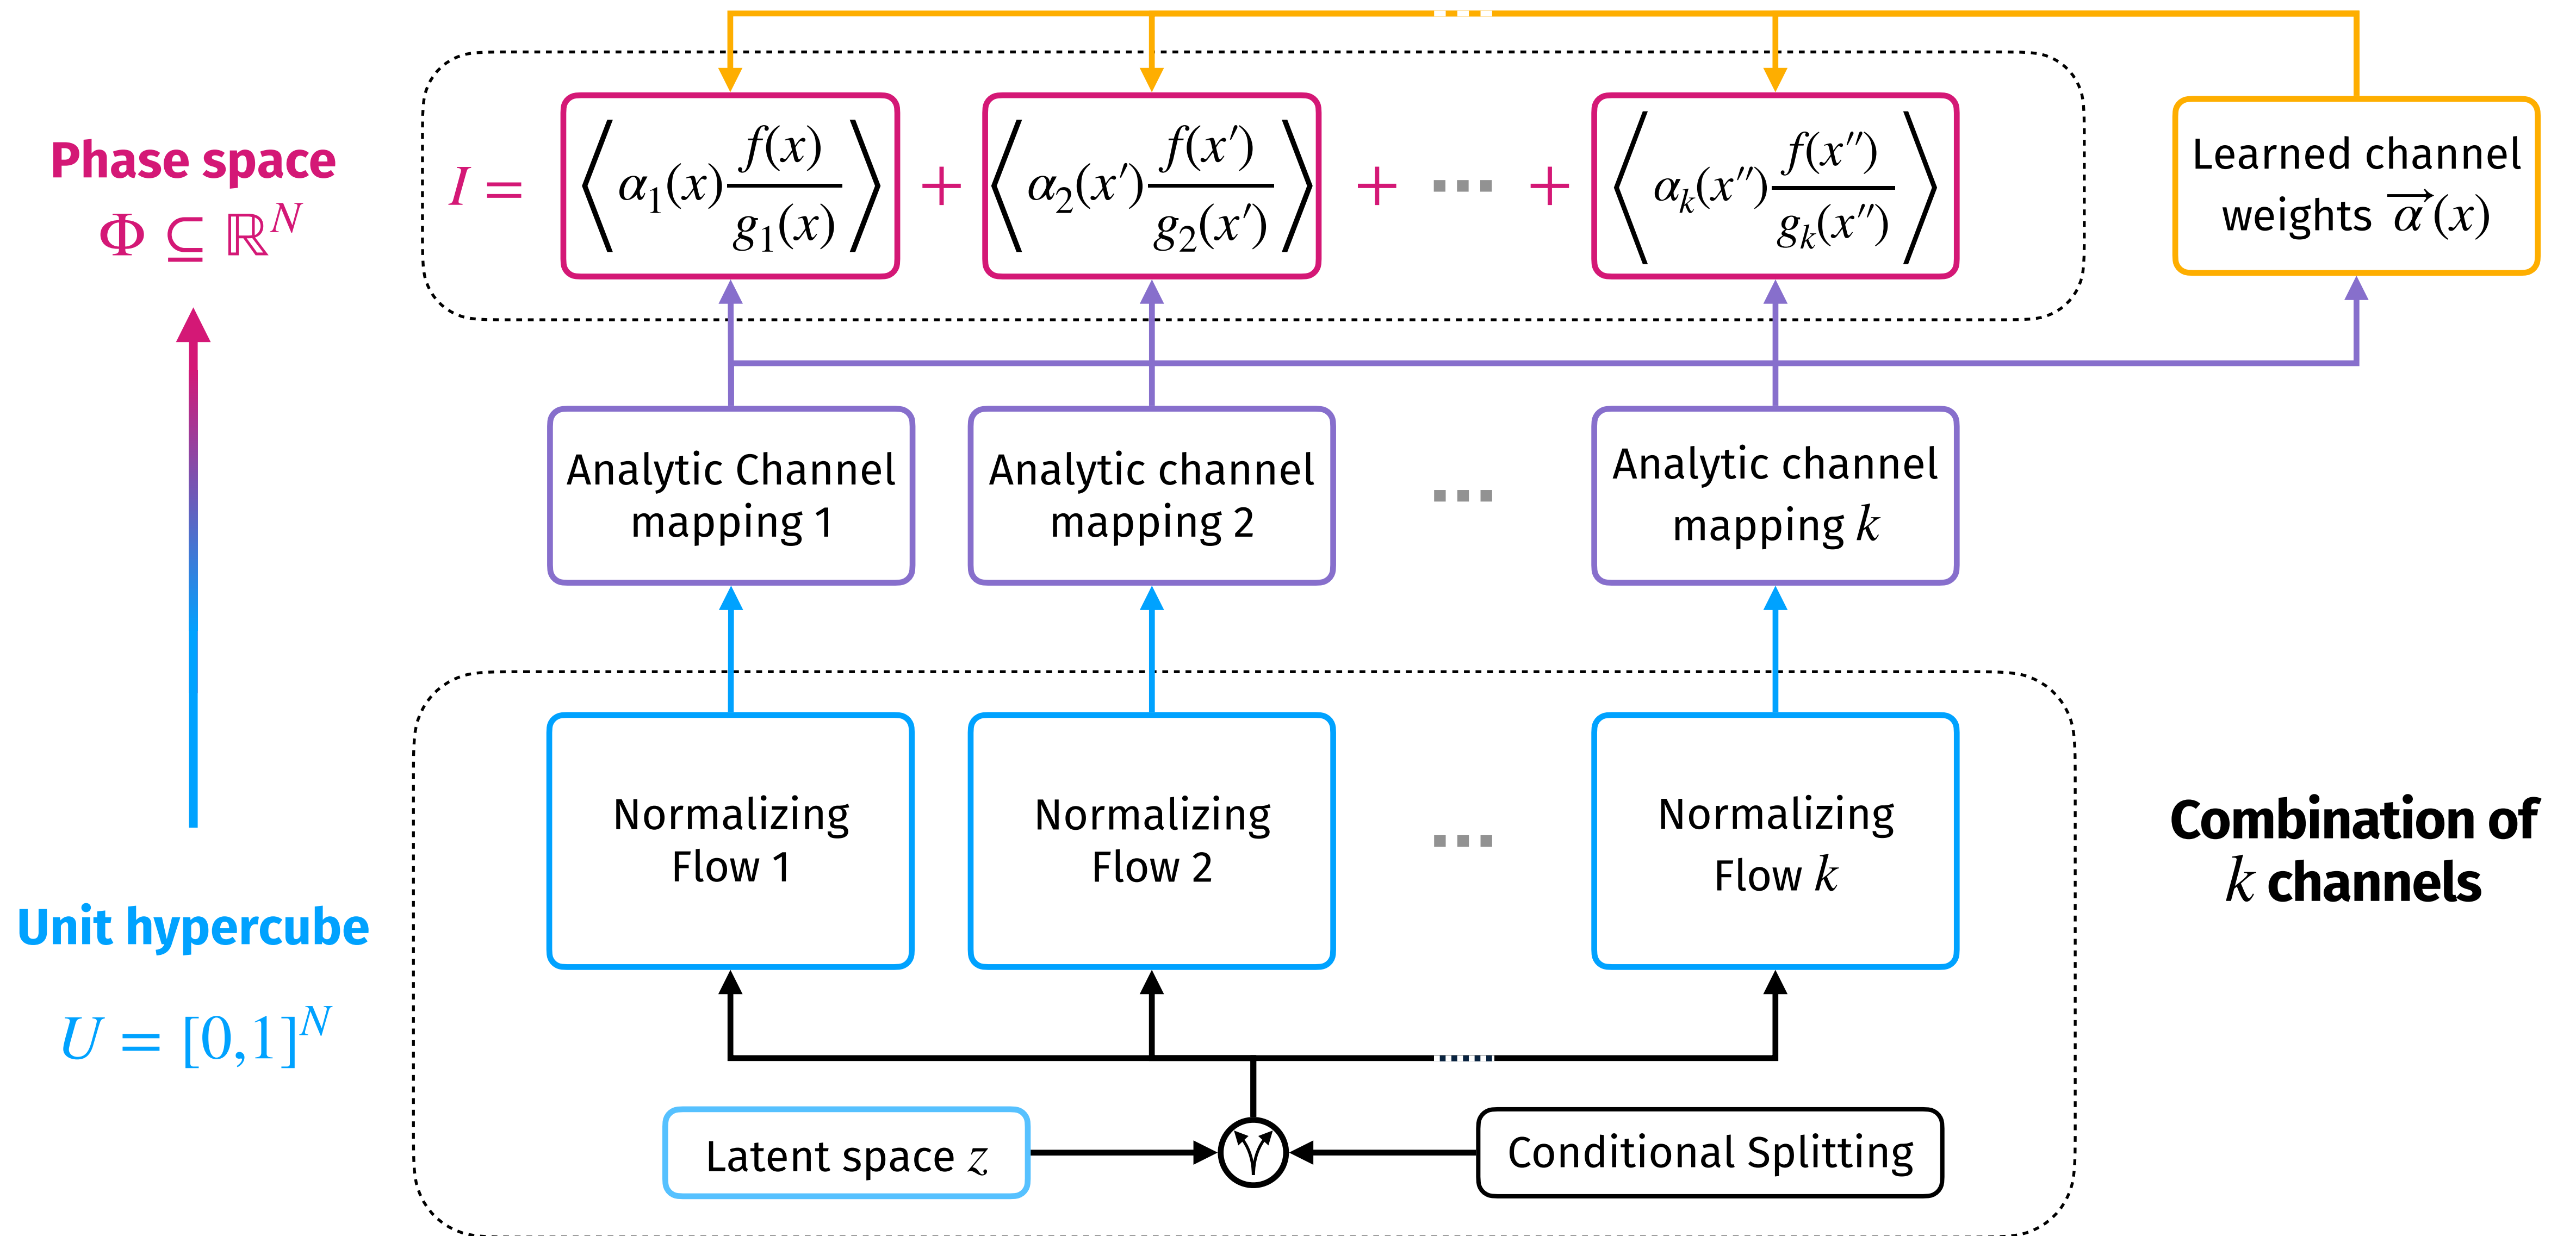 Phase space
Φ ⊆ ℝ^N
I = ⟨α₁(x) f(x)/g₁(x)⟩ + ⟨α₂(x′) f(x′)/g₂(x′)⟩ + ... + ⟨αₖ(x″) f(x″)/gₖ(x″)⟩
Learned channel
weights α⃗(x)
Analytic Channel
mapping 1
Analytic channel
mapping 2
...
Analytic channel
mapping k
Normalizing
Flow 1
Normalizing
Flow 2
...
Normalizing
Flow k
Combination of
k channels
Unit hypercube
U = [0,1]^N
Latent space z
Conditional Splitting